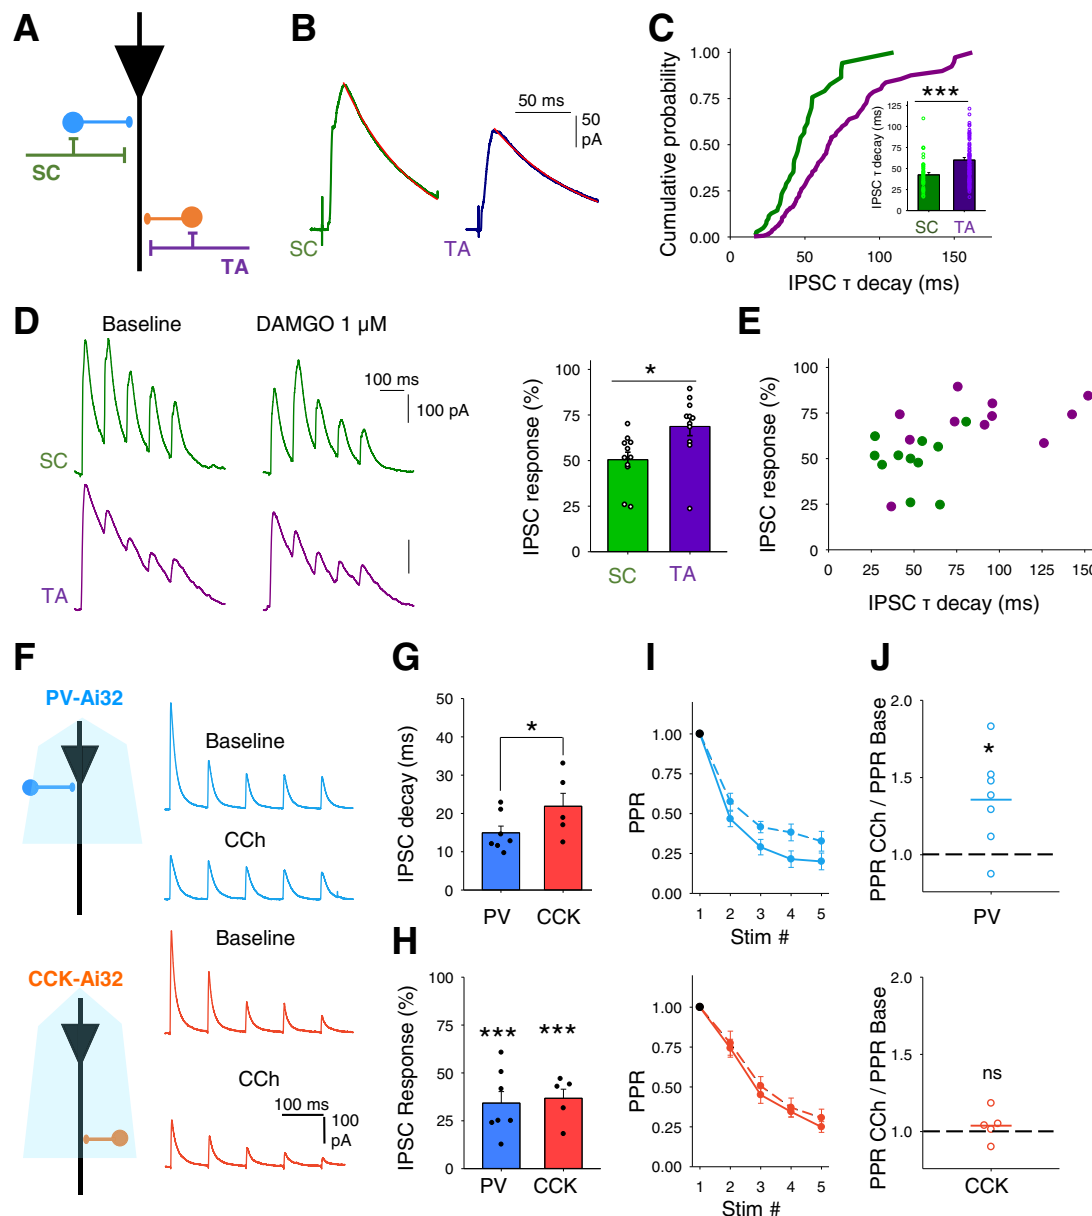 A
SC
TA
B
50 ms
50
pA
SC
TA
C
Cumulative probability
1.00
0.75
0.50
0.25
0.00
0
50
100
150
IPSC τ decay (ms)
***
IPSC τ decay (ms)
125
100
75
50
25
0
SC
TA
D
Baseline
DAMGO 1 µM
100 ms
100 pA
SC
TA
IPSC response (%)
100
75
50
25
0
*
SC
TA
E
IPSC response (%)
100
75
50
25
0
0
25
50
75
100
125
150
IPSC τ decay (ms)
F
PV-Ai32
Baseline
CCh
CCK-Ai32
Baseline
CCh
100 ms
100
pA
G
IPSC decay (ms)
50
40
30
20
10
0
*
PV
CCK
H
IPSC Response (%)
100
75
50
25
0
***
***
PV
CCK
I
PPR
1.00
0.75
0.50
0.25
0.00
1
2
3
4
5
Stim #
PPR
1.00
0.75
0.50
0.25
0.00
1
2
3
4
5
Stim #
J
PPR CCh / PPR Base
2.0
1.5
1.0
*
PV
PPR CCh / PPR Base
2.0
1.5
1.0
ns
CCK